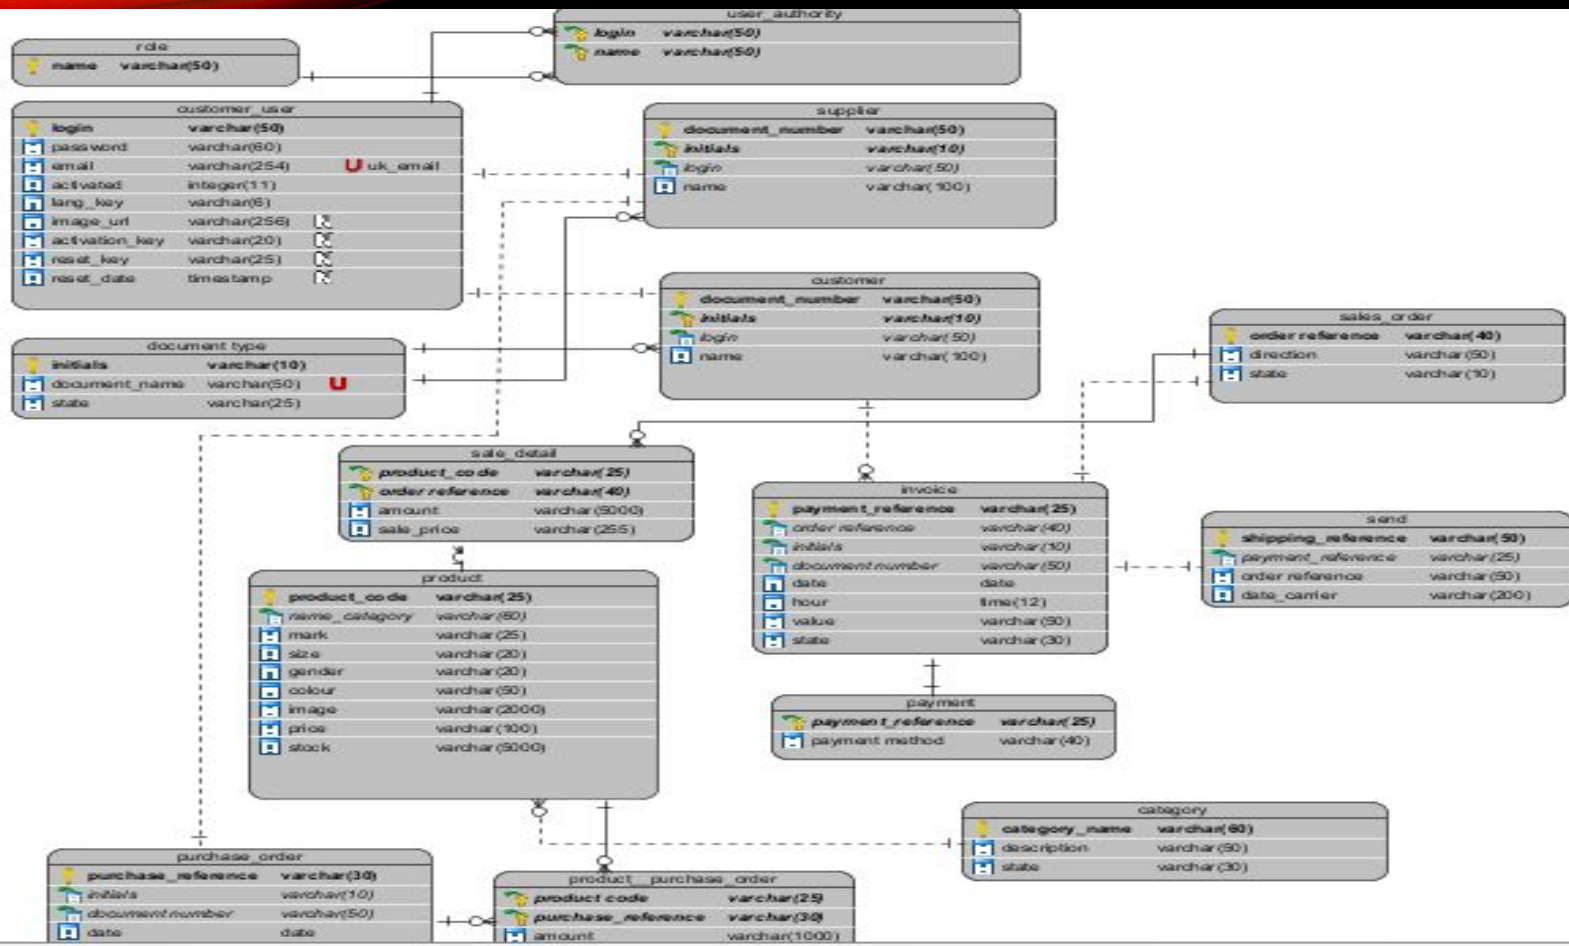 user_authority
login varchar(50)
name varchar(50)
role
name varchar(50)
customer_user
login varchar(50)
password varchar(60)
email varchar(254) U uk_email
activated integer(11)
lang_key varchar(6)
image_url varchar(256) N
activation_key varchar(20) N
reset_key varchar(25) N
reset_date timestamp N
supplier
document_number varchar(50)
initials varchar(10)
login varchar(50)
name varchar(100)
customer
document_number varchar(50)
initials varchar(10)
login varchar(50)
name varchar(100)
sales_order
order reference varchar(40)
direction varchar(50)
state varchar(10)
document type
initials varchar(10)
document_name varchar(50) U
state varchar(25)
sale_detail
product_code varchar(25)
order reference varchar(40)
amount varchar(5000)
sale_price varchar(255)
invoice
payment_reference varchar(25)
order reference varchar(40)
initials varchar(10)
document number varchar(50)
date date
hour time(12)
value varchar(50)
state varchar(30)
send
shipping_reference varchar(50)
payment_reference varchar(25)
order reference varchar(50)
date_carrier varchar(200)
product
product_code varchar(25)
name_category varchar(60)
mark varchar(25)
size varchar(20)
gender varchar(20)
colour varchar(50)
image varchar(2000)
price varchar(100)
stock varchar(5000)
payment
payment_reference varchar(25)
payment method varchar(40)
category
category_name varchar(60)
description varchar(50)
state varchar(30)
purchase_order
purchase_reference varchar(30)
initials varchar(10)
document number varchar(50)
date date
product_purchase_order
product code varchar(25)
purchase_reference varchar(30)
amount varchar(1000)